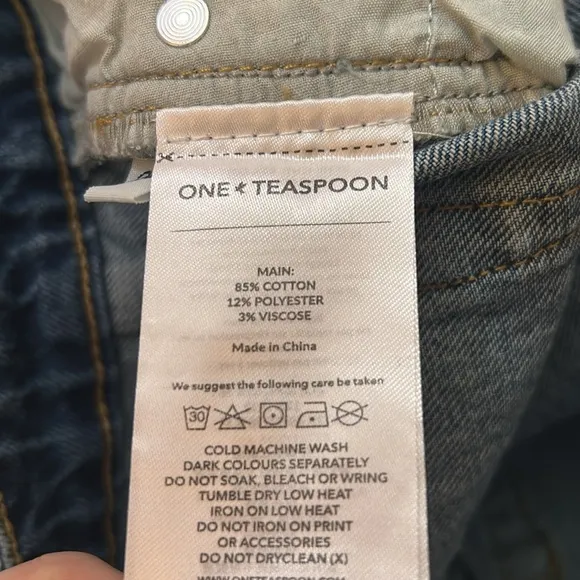 ONE ★ TEASPOON
MAIN:
85% COTTON
12% POLYESTER
3% VISCOSE
Made in China
We suggest the following care be taken
30
COLD MACHINE WASH
DARK COLOURS SEPARATELY
DO NOT SOAK, BLEACH OR WRING
TUMBLE DRY LOW HEAT
IRON ON LOW HEAT
DO NOT IRON ON PRINT
OR ACCESSORIES
DO NOT DRYCLEAN (X)